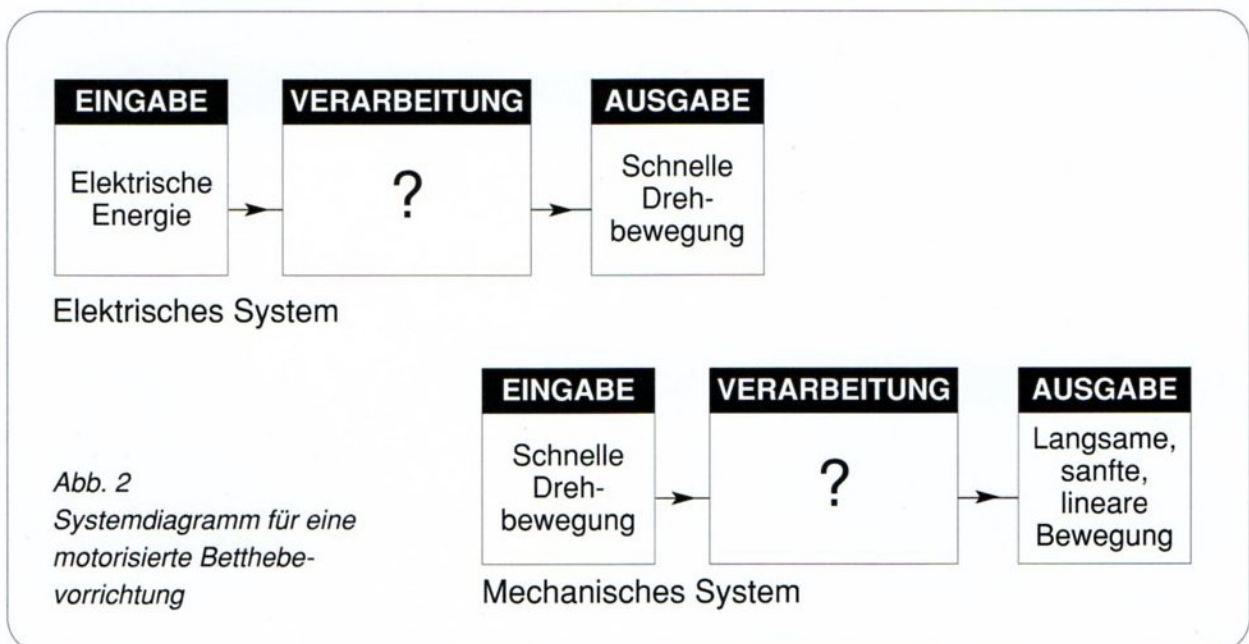 EINGABE
Elektrische
Energie
VERARBEITUNG
?
AUSGABE
Schnelle
Dreh-
bewegung
Elektrisches System
EINGABE
Schnelle
Dreh-
bewegung
VERARBEITUNG
?
AUSGABE
Langsame,
sanfte,
lineare
Bewegung
Mechanisches System
Abb. 2
Systemdiagramm für eine
motorisierte Betthebe-
vorrichtung